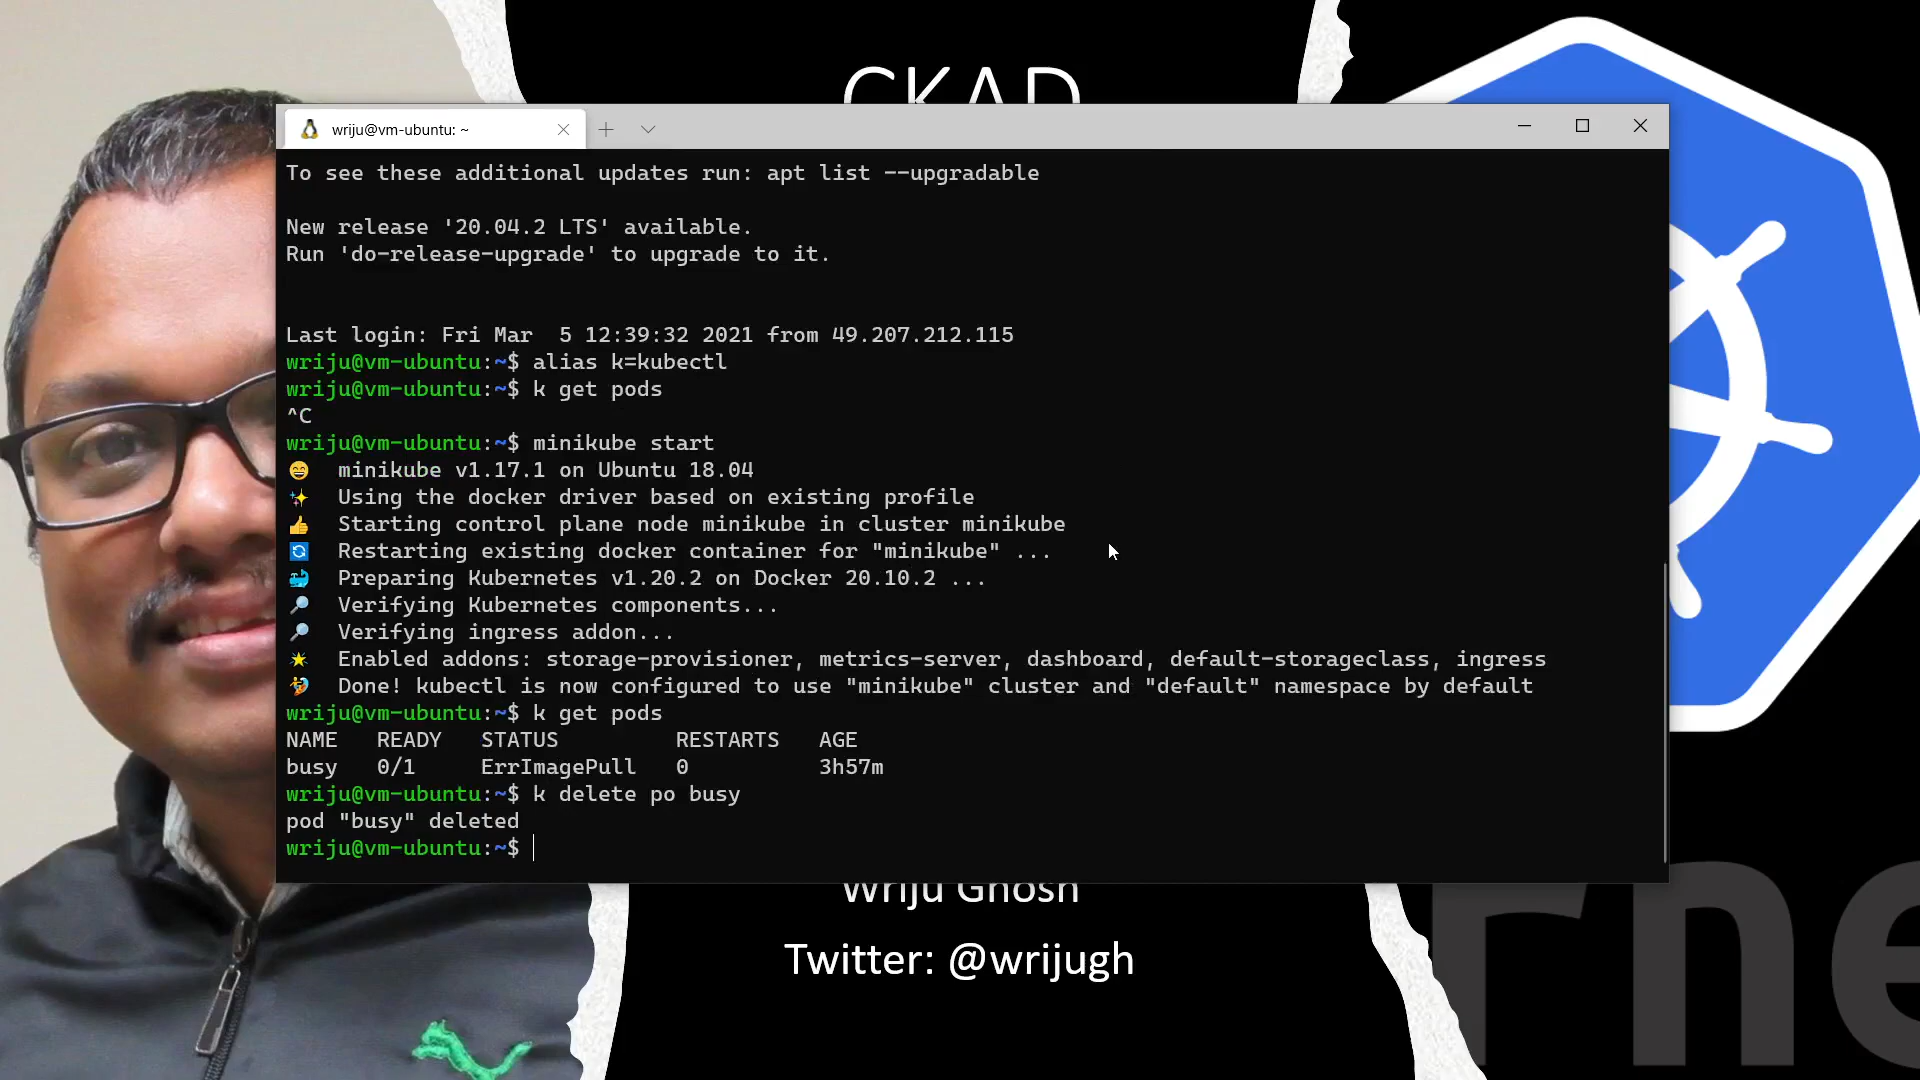 CKAD
wriju@vm-ubuntu: ~
To see these additional updates run: apt list --upgradable
New release '20.04.2 LTS' available.
Run 'do-release-upgrade' to upgrade to it.
Last login: Fri Mar  5 12:39:32 2021 from 49.207.212.115
wriju@vm-ubuntu:~$ alias k=kubectl
wriju@vm-ubuntu:~$ k get pods
^C
wriju@vm-ubuntu:~$ minikube start
minikube v1.17.1 on Ubuntu 18.04
Using the docker driver based on existing profile
Starting control plane node minikube in cluster minikube
Restarting existing docker container for "minikube" ...
Preparing Kubernetes v1.20.2 on Docker 20.10.2 ...
Verifying Kubernetes components...
Verifying ingress addon...
Enabled addons: storage-provisioner, metrics-server, dashboard, default-storageclass, ingress
Done! kubectl is now configured to use "minikube" cluster and "default" namespace by default
wriju@vm-ubuntu:~$ k get pods
NAME   READY   STATUS         RESTARTS   AGE
busy   0/1     ErrImagePull   0          3h57m
wriju@vm-ubuntu:~$ k delete po busy
pod "busy" deleted
wriju@vm-ubuntu:~$
Wriju Ghosh
Twitter: @wrijugh